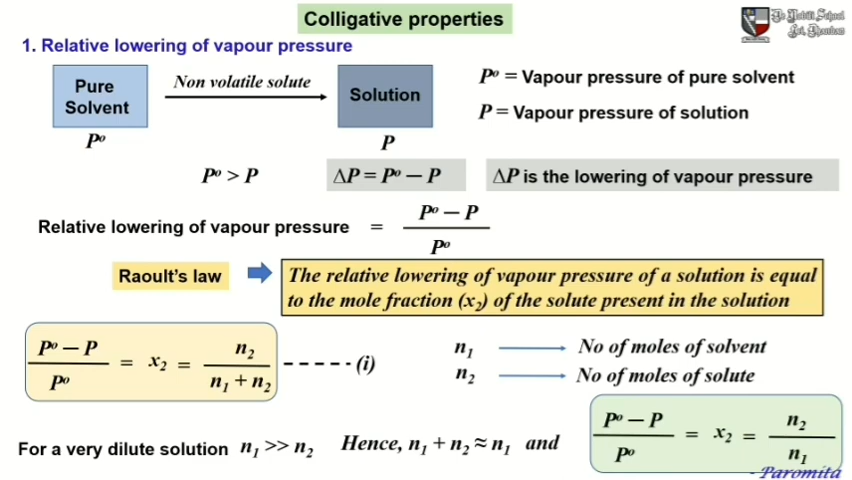 Colligative properties
1. Relative lowering of vapour pressure
Pure
Solvent
Non volatile solute
Solution
Pº = Vapour pressure of pure solvent
P = Vapour pressure of solution
Pº
P
Pº > P
ΔP = Pº — P
ΔP is the lowering of vapour pressure
Relative lowering of vapour pressure = (Pº — P) / Pº
Raoult's law
The relative lowering of vapour pressure of a solution is equal
to the mole fraction (x₂) of the solute present in the solution
(Pº — P) / Pº = x₂ = n₂ / (n₁ + n₂) - - - - - (i)
n₁ → No of moles of solvent
n₂ → No of moles of solute
For a very dilute solution n₁ >> n₂ Hence, n₁ + n₂ ≈ n₁ and
(Pº — P) / Pº = x₂ = n₂ / n₁
- Paromita